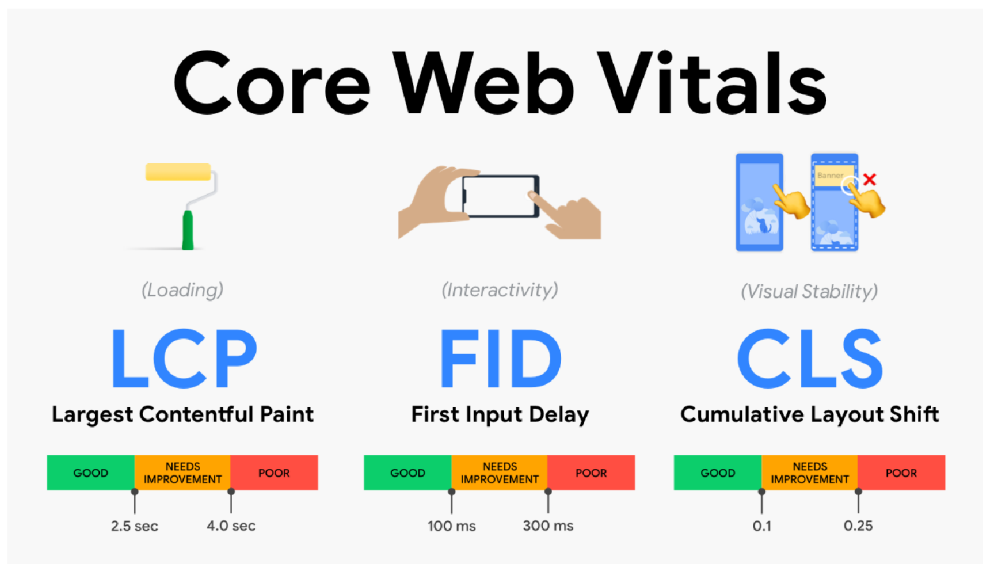 Core Web Vitals
Banner
(Loading)
(Interactivity)
(Visual Stability)
LCP
FID
CLS
Largest Contentful Paint
First Input Delay
Cumulative Layout Shift
GOOD
NEEDS
IMPROVEMENT
POOR
GOOD
NEEDS
IMPROVEMENT
POOR
GOOD
NEEDS
IMPROVEMENT
POOR
2.5 sec
4.0 sec
100 ms
300 ms
0.1
0.25